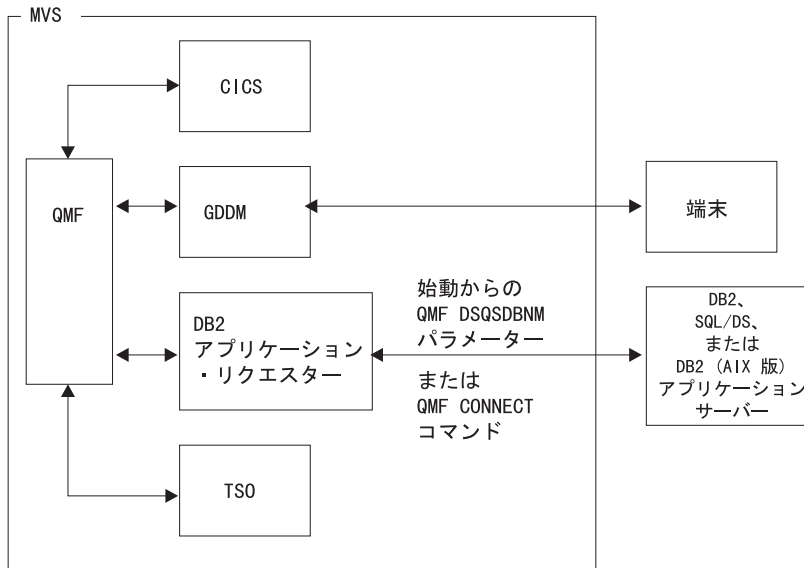 MVS
CICS
QMF
GDDM
端末
DB2
アプリケーション
・リクエスター
始動からの
QMF DSQSDBNM
パラメーター
または
QMF CONNECT
コマンド
DB2、
SQL/DS、
または
DB2 (AIX 版)
アプリケーション
サーバー
TSO